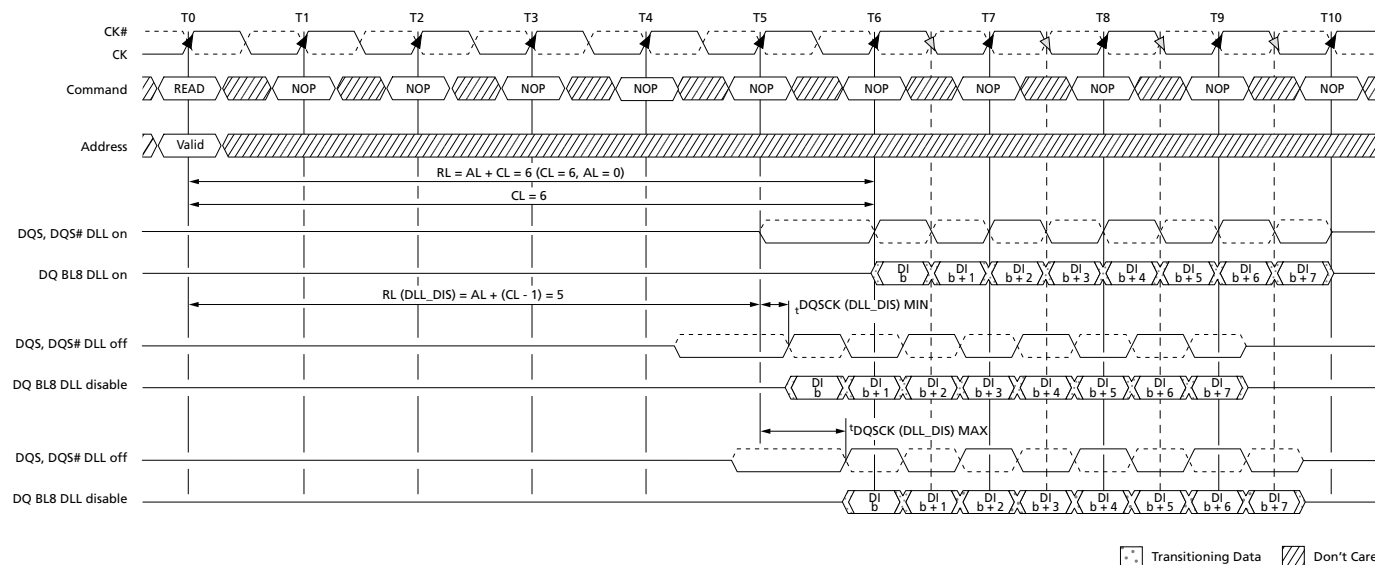 T0 T1 T2 T3 T4 T5 T6 T7 T8 T9 T10
CK#
CK
Command READ NOP NOP NOP NOP NOP NOP NOP NOP NOP NOP
Address Valid
RL = AL + CL = 6 (CL = 6, AL = 0)
CL = 6
DQS, DQS# DLL on
DQ BL8 DLL on DI b DI b + 1 DI b + 2 DI b + 3 DI b + 4 DI b + 5 DI b + 6 DI b + 7
RL (DLL_DIS) = AL + (CL - 1) = 5 tDQSCK (DLL_DIS) MIN
DQS, DQS# DLL off
DQ BL8 DLL disable DI b DI b + 1 DI b + 2 DI b + 3 DI b + 4 DI b + 5 DI b + 6 DI b + 7
tDQSCK (DLL_DIS) MAX
DQS, DQS# DLL off
DQ BL8 DLL disable DI b DI b + 1 DI b + 2 DI b + 3 DI b + 4 DI b + 5 DI b + 6 DI b + 7
Transitioning Data Don't Care